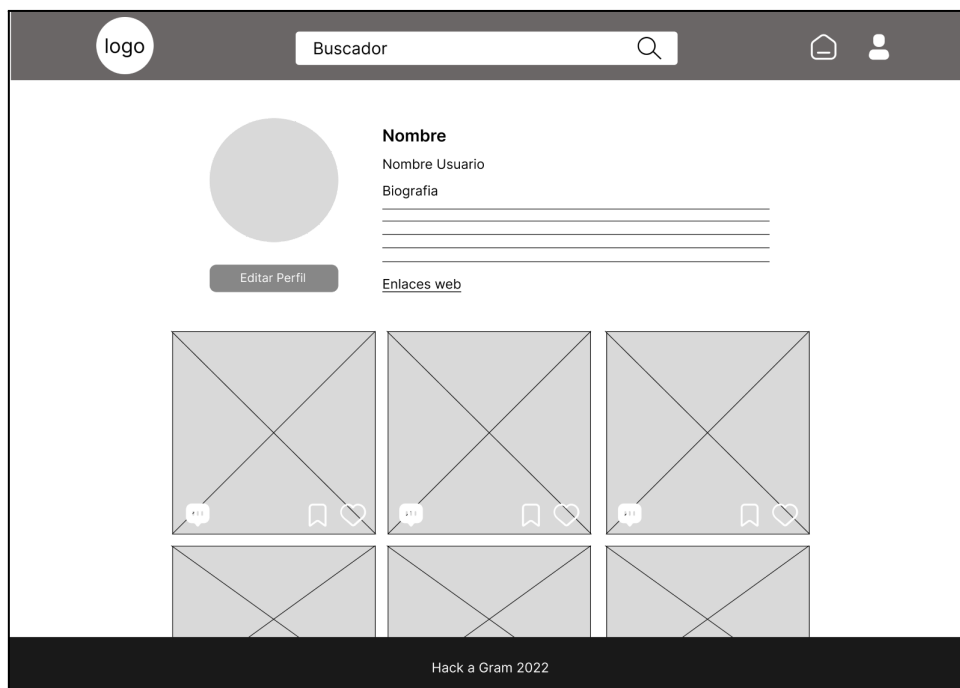 logo
Buscador
Nombre
Nombre Usuario
Biografia
Editar Perfil
Enlaces web
Hack a Gram 2022